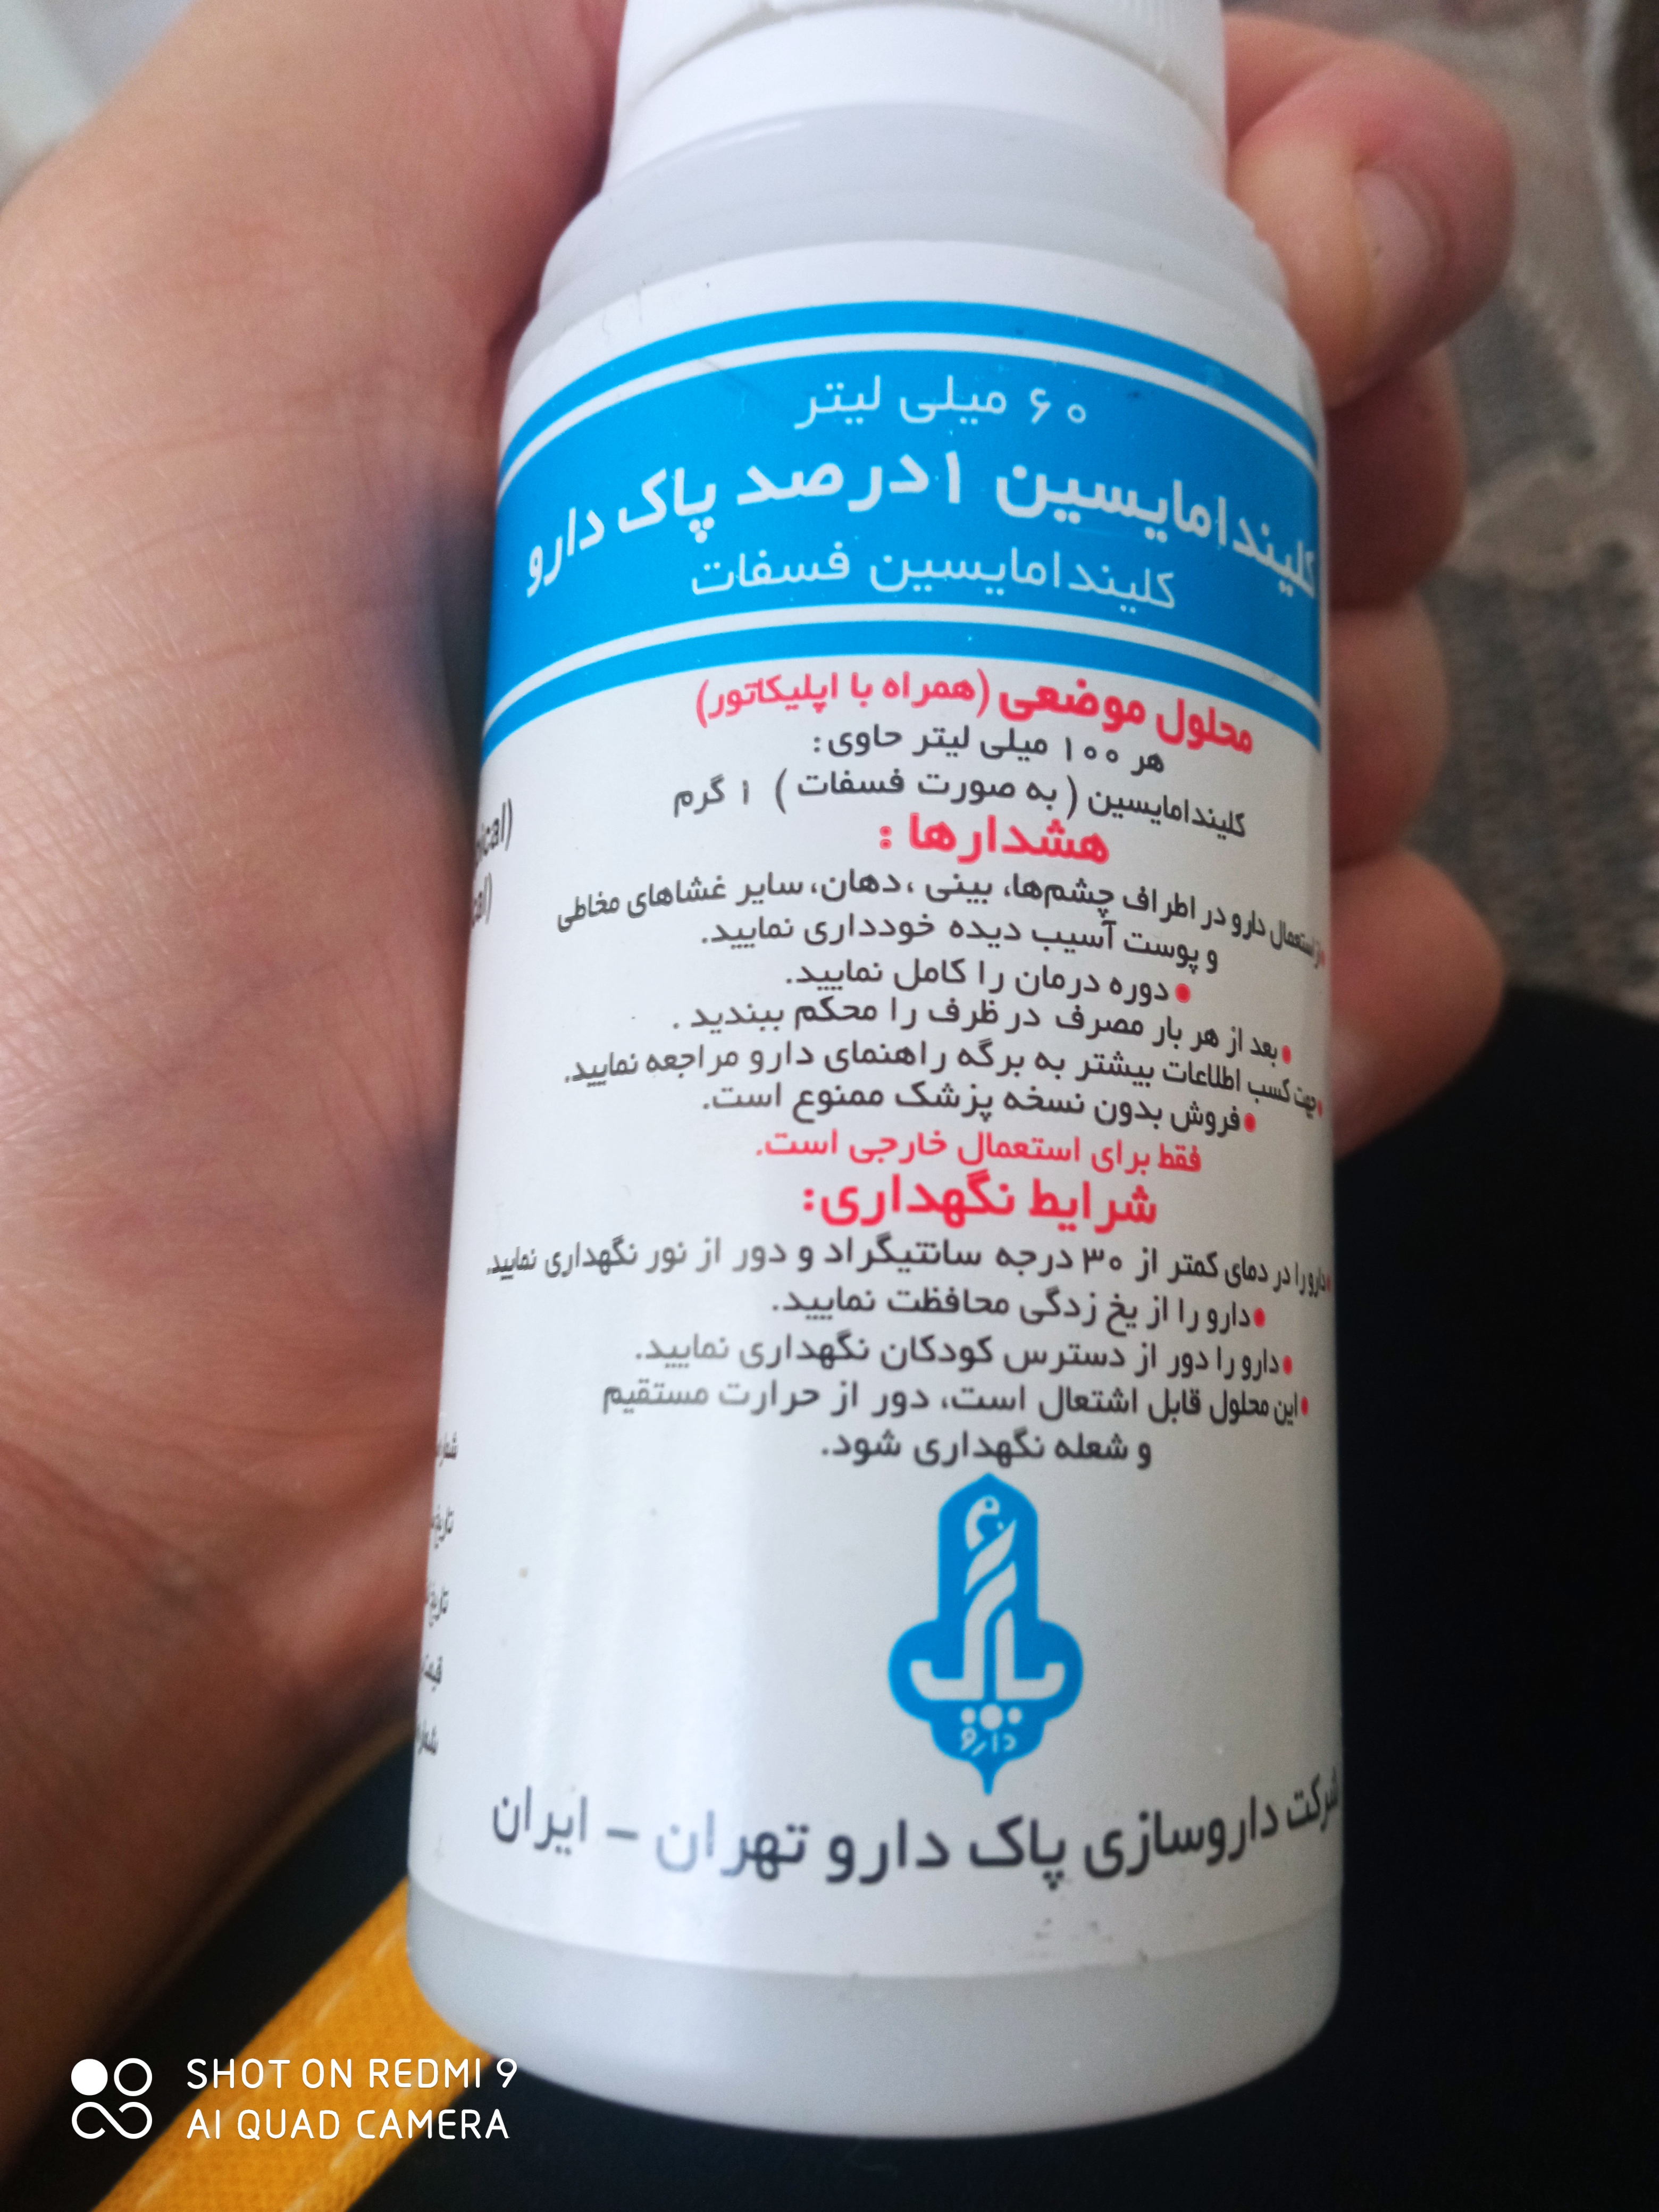 ۶۰ میلی لیتر
کلیندامایسین ۱درصد پاک دارو
کلیندامایسین فسفات
محلول موضعی (همراه با اپلیکاتور)
هر ۱۰۰ میلی لیتر حاوی:
کلیندامایسین (به صورت فسفات) ۱ گرم
هشدارها :
•از استعمال دارو در اطراف چشم‌ها، بینی ،دهان، سایر غشاهای مخاطی
و پوست آسیب دیده خودداری نمایید.
•دوره درمان را کامل نمایید.
•بعد از هر بار مصرف در ظرف را محکم ببندید .
•جهت کسب اطلاعات بیشتر به برگه راهنمای دارو مراجعه نمایید.
•فروش بدون نسخه پزشک ممنوع است.
فقط برای استعمال خارجی است.
شرایط نگهداری:
•دارو را در دمای کمتر از ۳۰ درجه سانتیگراد و دور از نور نگهداری نمایید.
•دارو را از یخ زدگی محافظت نمایید.
•دارو را دور از دسترس کودکان نگهداری نمایید.
•این محلول قابل اشتعال است، دور از حرارت مستقیم
و شعله نگهداری شود.
پاک
دارو
شرکت داروسازی پاک دارو تهران - ایران
SHOT ON REDMI 9
AI QUAD CAMERA